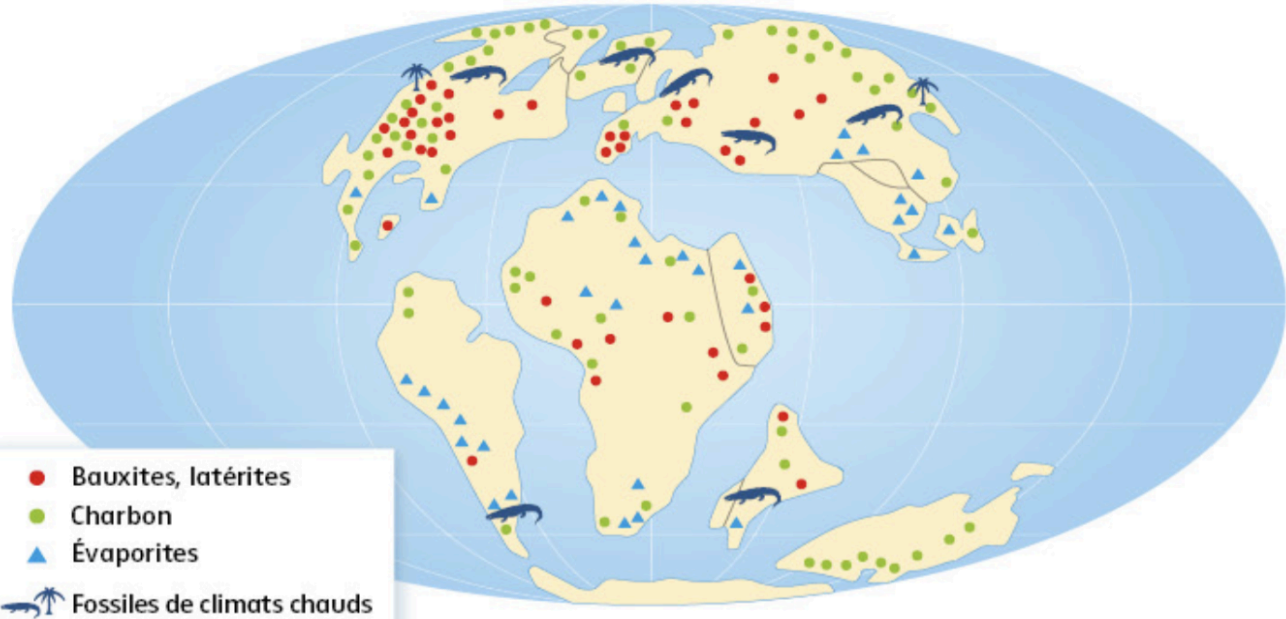 Bauxites, latérites
Charbon
Évaporites
Fossiles de climats chauds